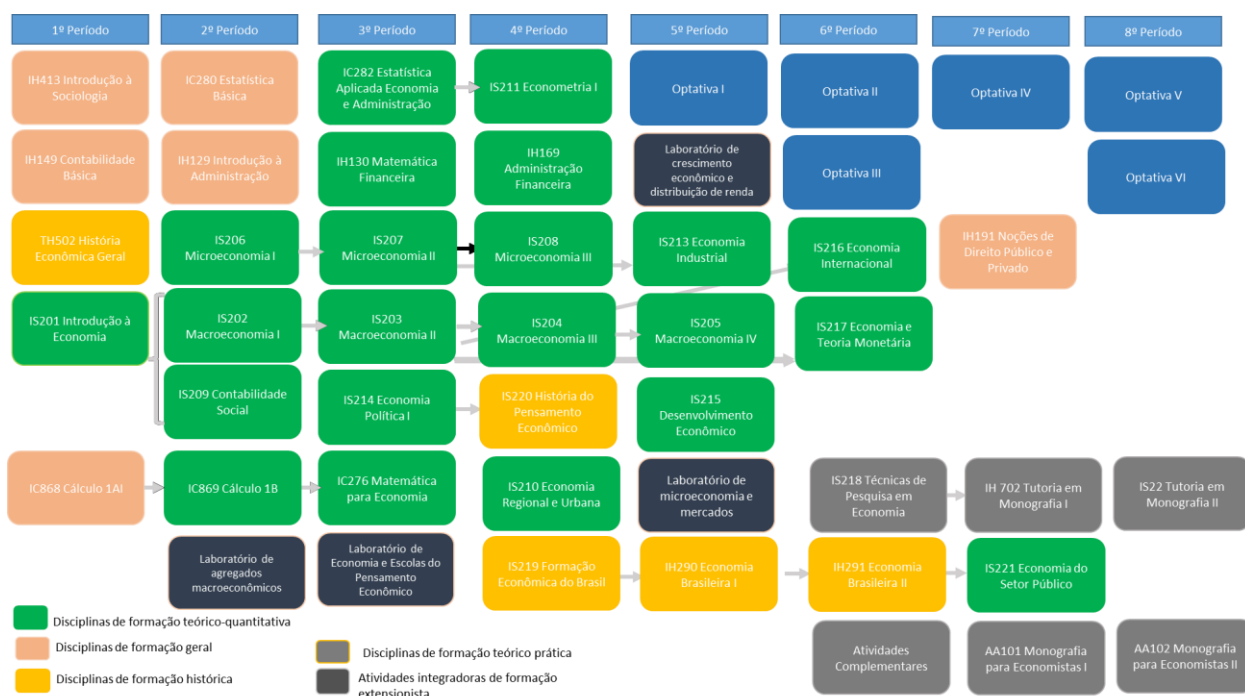 1º Período
2º Período
3º Período
4º Período
5º Período
6º Período
7º Período
8º Período
IH413 Introdução à
Sociologia
IC280 Estatística
Básica
IC282 Estatística
Aplicada Economia
e Administração
IS211 Econometria I
Optativa I
Optativa II
Optativa IV
Optativa V
IH149 Contabilidade
Básica
IH129 Introdução à
Administração
IH130 Matemática
Financeira
IH169
Administração
Financeira
Laboratório de
crescimento
econômico e
distribuição de renda
Optativa III
Optativa VI
TH502 História
Econômica Geral
IS206
Microeconomia I
IS207
Microeconomia II
IS208
Microeconomia III
IS213 Economia
Industrial
IS216 Economia
Internacional
IH191 Noções de
Direito Público e
Privado
IS201 Introdução à
Economia
IS202
Macroeconomia I
IS203
Macroeconomia II
IS204
Macroeconomia III
IS205
Macroeconomia IV
IS217 Economia e
Teoria Monetária
IS209 Contabilidade
Social
IS214 Economia
Política I
IS220 História do
Pensamento
Econômico
IS215
Desenvolvimento
Econômico
IC868 Cálculo 1AI
IC869 Cálculo 1B
IC276 Matemática
para Economia
IS210 Economia
Regional e Urbana
Laboratório de
microeconomia e
mercados
IS218 Técnicas de
Pesquisa em
Economia
IH 702 Tutoria em
Monografia I
IS22 Tutoria em
Monografia II
Laboratório de
agregados
macroeconômicos
Laboratório de
Economia e Escolas do
Pensamento
Econômico
IS219 Formação
Econômica do Brasil
IH290 Economia
Brasileira I
IH291 Economia
Brasileira II
IS221 Economia do
Setor Público
Atividades
Complementares
AA101 Monografia
para Economistas I
AA102 Monografia
para Economistas II
Disciplinas de formação teórico-quantitativa
Disciplinas de formação geral
Disciplinas de formação histórica
Disciplinas de formação teórico prática
Atividades integradoras de formação
extensionista